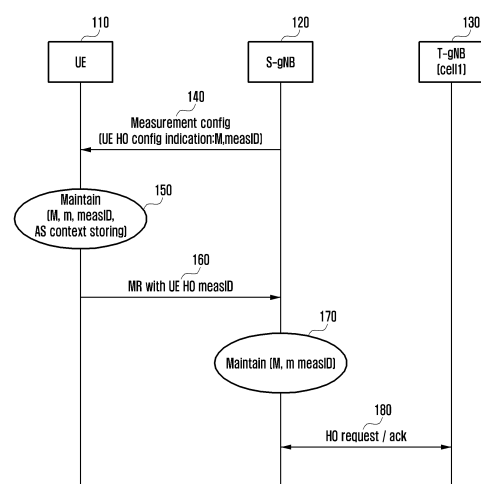 110
120
130
UE
S-gNB
T-gNB
[cell1]
140
Measurement config
(UE HO config indication:M,measID)
Maintain
(M, m, measID,
AS context storing)
150
160
MR with UE HO measID
170
Maintain (M, m measID)
180
HO request / ack